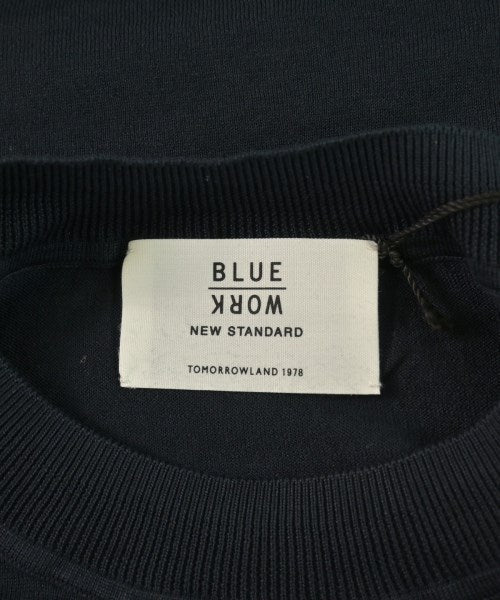 BLUE
WORK
NEW STANDARD
TOMORROWLAND 1978